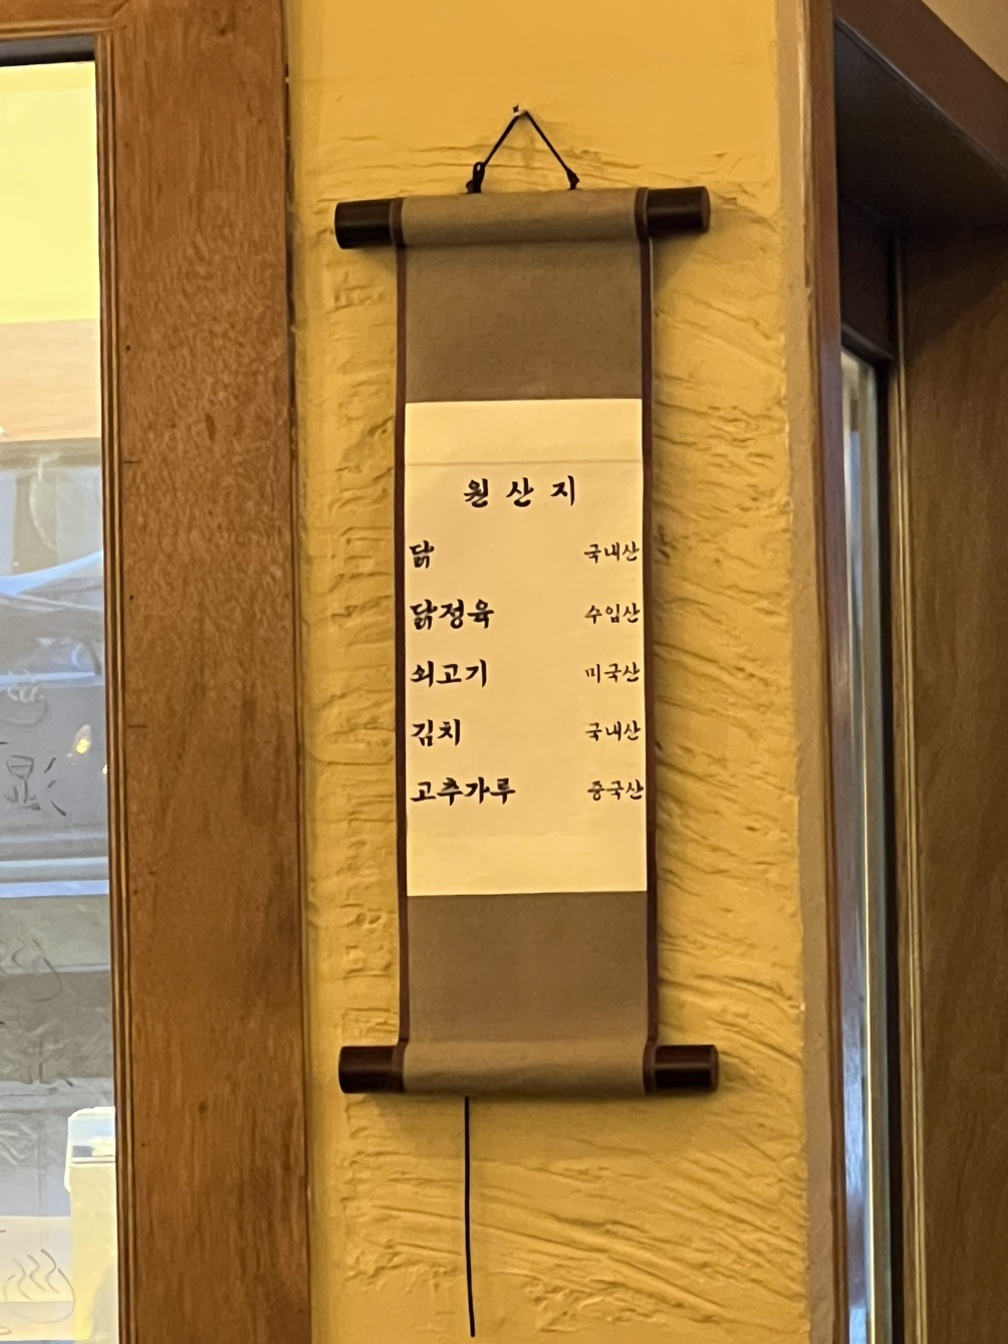 원산지
닭 국내산
닭정육 수입산
쇠고기 미국산
김치 국내산
고추가루 중국산